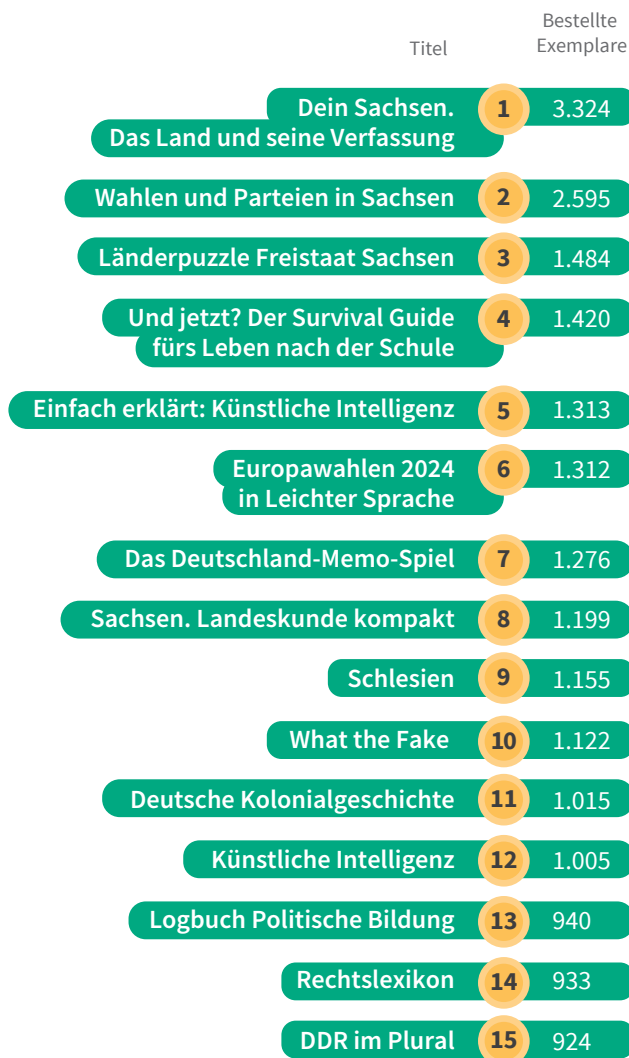 Titel
Bestellte
Exemplare
Dein Sachsen. 1 3.324
Das Land und seine Verfassung
Wahlen und Parteien in Sachsen 2 2.595
Länderpuzzle Freistaat Sachsen 3 1.484
Und jetzt? Der Survival Guide 4 1.420
fürs Leben nach der Schule
Einfach erklärt: Künstliche Intelligenz 5 1.313
Europawahlen 2024 6 1.312
in Leichter Sprache
Das Deutschland-Memo-Spiel 7 1.276
Sachsen. Landeskunde kompakt 8 1.199
Schlesien 9 1.155
What the Fake 10 1.122
Deutsche Kolonialgeschichte 11 1.015
Künstliche Intelligenz 12 1.005
Logbuch Politische Bildung 13 940
Rechtslexikon 14 933
DDR im Plural 15 924